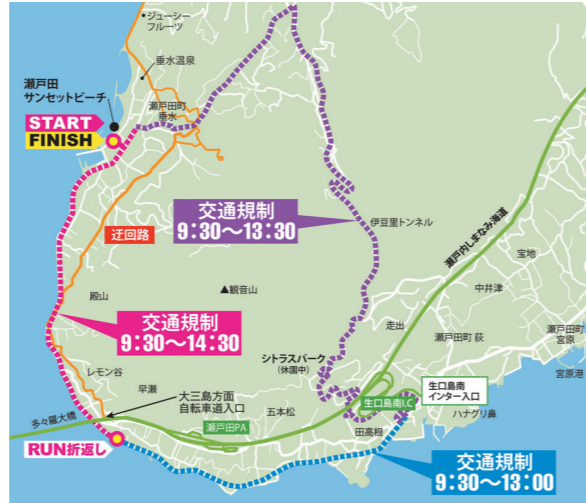 ジューシー
フルーツ
垂水温泉
瀬戸田
サンセットビーチ
瀬戸田町
垂水
START
FINISH
交通規制
9:30～13:30
伊豆里トンネル
瀬戸内しまなみ海道
迂回路
宝地
中井津
殿山
▲観音山
走出
瀬戸田町 荻
瀬戸田町
宮原
交通規制
9:30～14:30
シトラスパーク
(休園中)
宮原港
レモン谷
大三島方面
自転車道入口
早瀬
五本松
生口島南I.C
生口島南
インター入口
ハナグリ鼻
多々羅大橋
瀬戸田PA
田高根
RUN折返し
交通規制
9:30～13:00